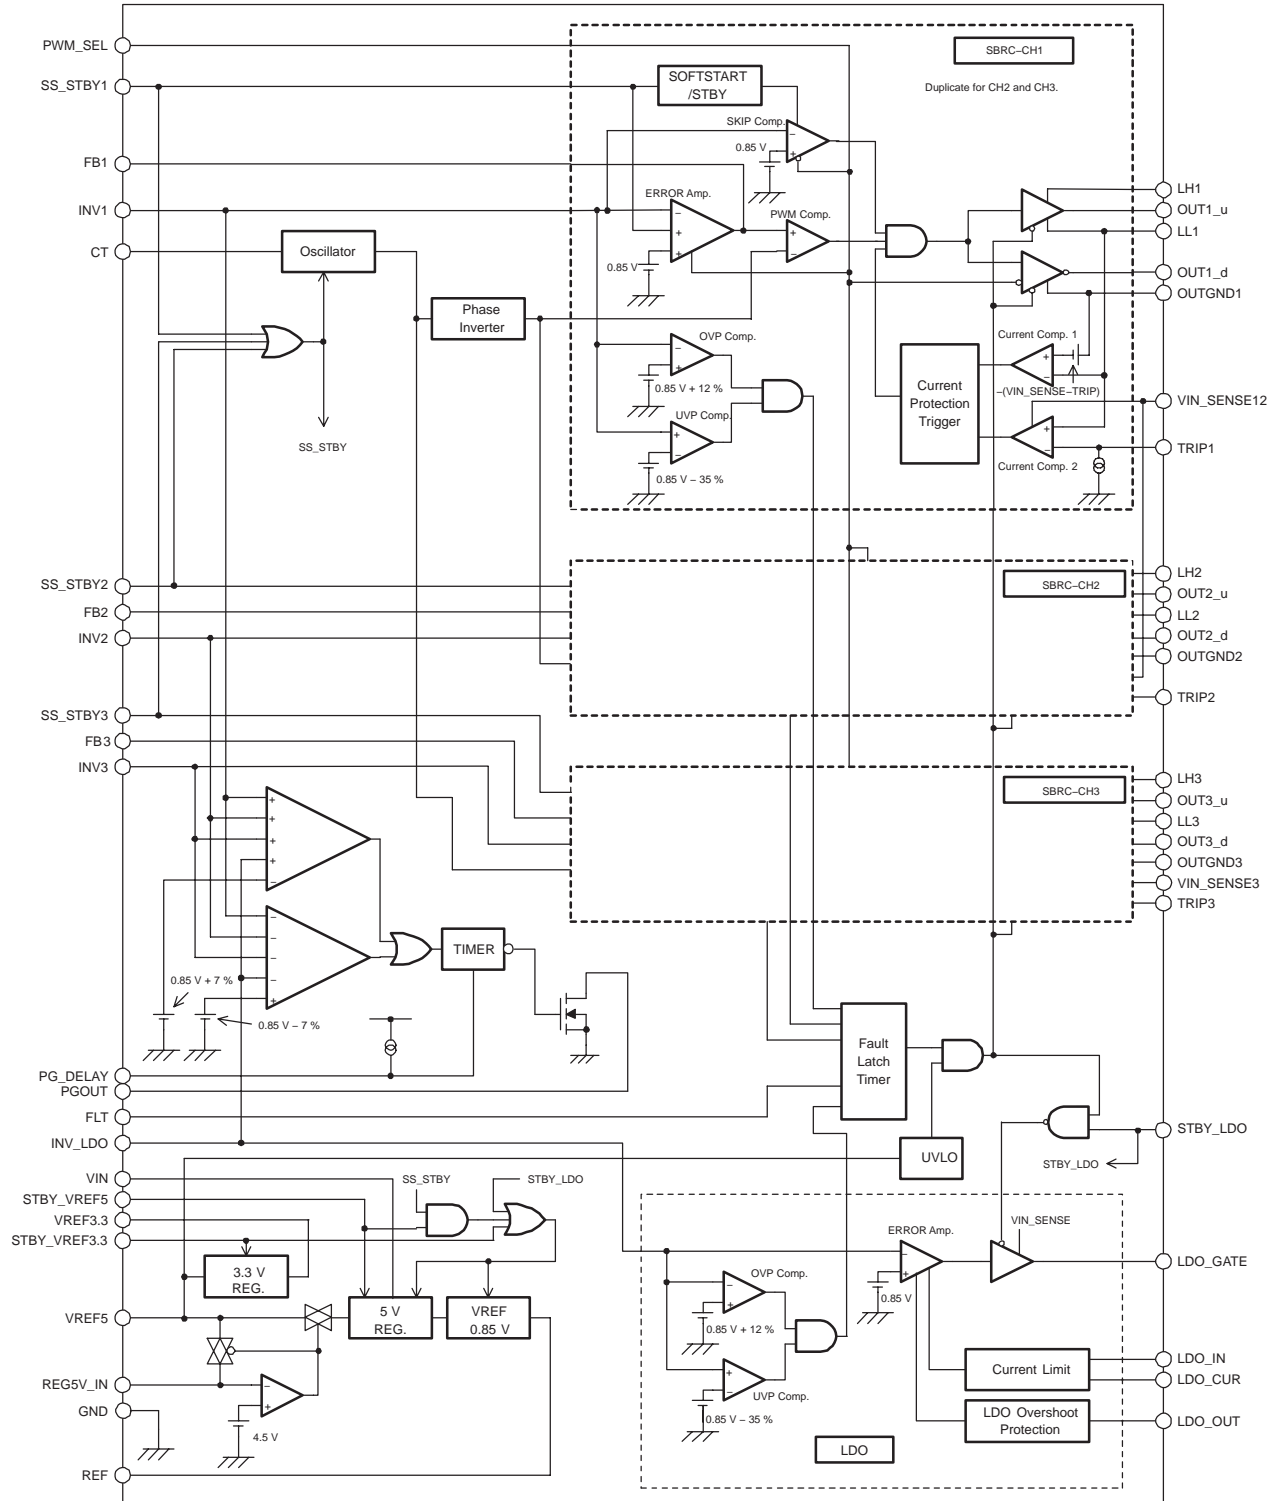 PWM_SEL
SS_STBY1
FB1
INV1
CT
SS_STBY2
FB2
INV2
SS_STBY3
FB3
INV3
PG_DELAY
PGOUT
FLT
INV_LDO
VIN
STBY_VREF5
VREF3.3
STBY_VREF3.3
VREF5
REG5V_IN
GND
REF
SBRC–CH1
Duplicate for CH2 and CH3.
SOFTSTART
/STBY
SKIP Comp.
−
+
0.85 V
ERROR Amp.
−
+
+
0.85 V
PWM Comp.
+
−
Oscillator
Phase
Inverter
SS_STBY
OVP Comp.
−
+
0.85 V + 12 %
UVP Comp.
+
−
0.85 V − 35 %
Current
Protection
Trigger
Current Comp. 1
+
−
−(VIN_SENSE−TRIP)
+
−
Current Comp. 2
LH1
OUT1_u
LL1
OUT1_d
OUTGND1
VIN_SENSE12
TRIP1
SBRC–CH2
LH2
OUT2_u
LL2
OUT2_d
OUTGND2
TRIP2
SBRC–CH3
LH3
OUT3_u
LL3
OUT3_d
OUTGND3
VIN_SENSE3
TRIP3
+
+
+
+
−
−
−
−
−
+
0.85 V + 7 %
0.85 V − 7 %
TIMER
Fault
Latch
Timer
UVLO
STBY_LDO
STBY_LDO
SS_STBY
STBY_LDO
3.3 V
REG.
5 V
REG.
VREF
0.85 V
−
+
4.5 V
ERROR Amp.
−
+
0.85 V
VIN_SENSE
OVP Comp.
−
+
0.85 V + 12 %
+
−
UVP Comp.
0.85 V − 35 %
Current Limit
LDO Overshoot
Protection
LDO
LDO_GATE
LDO_IN
LDO_CUR
LDO_OUT